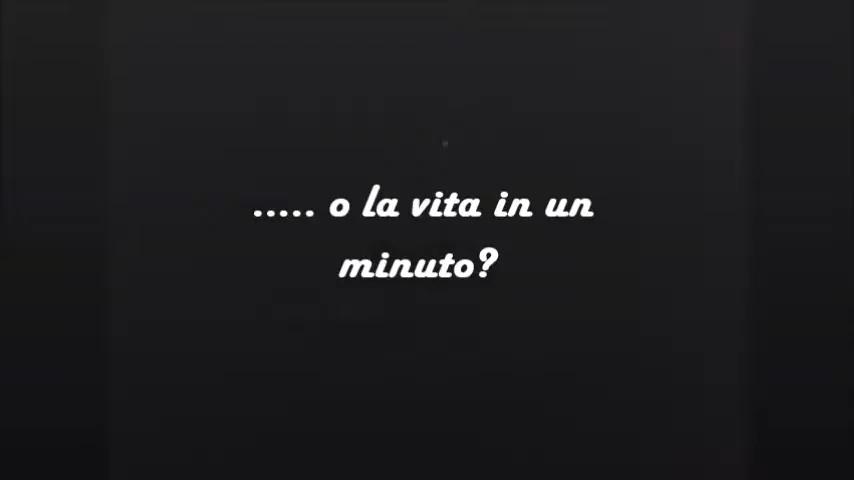 ..... o la vita in un
minuto?